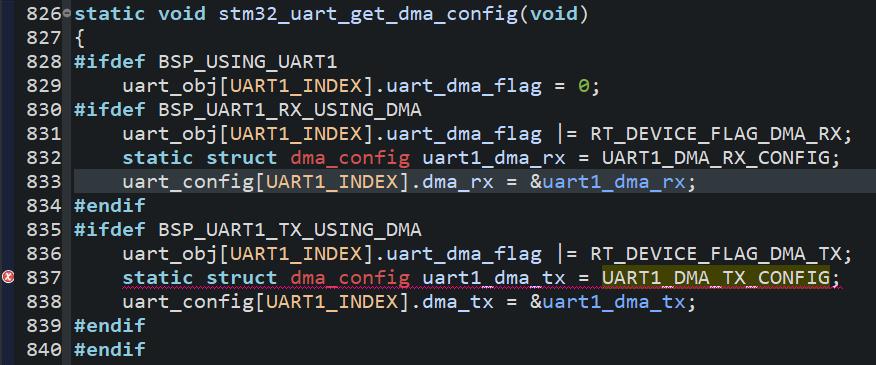 826 static void stm32_uart_get_dma_config(void)
827 {
828 #ifdef BSP_USING_UART1
829     uart_obj[UART1_INDEX].uart_dma_flag = 0;
830 #ifdef BSP_UART1_RX_USING_DMA
831     uart_obj[UART1_INDEX].uart_dma_flag |= RT_DEVICE_FLAG_DMA_RX;
832     static struct dma_config uart1_dma_rx = UART1_DMA_RX_CONFIG;
833     uart_config[UART1_INDEX].dma_rx = &uart1_dma_rx;
834 #endif
835 #ifdef BSP_UART1_TX_USING_DMA
836     uart_obj[UART1_INDEX].uart_dma_flag |= RT_DEVICE_FLAG_DMA_TX;
837     static struct dma_config uart1_dma_tx = UART1_DMA_TX_CONFIG;
838     uart_config[UART1_INDEX].dma_tx = &uart1_dma_tx;
839 #endif
840 #endif